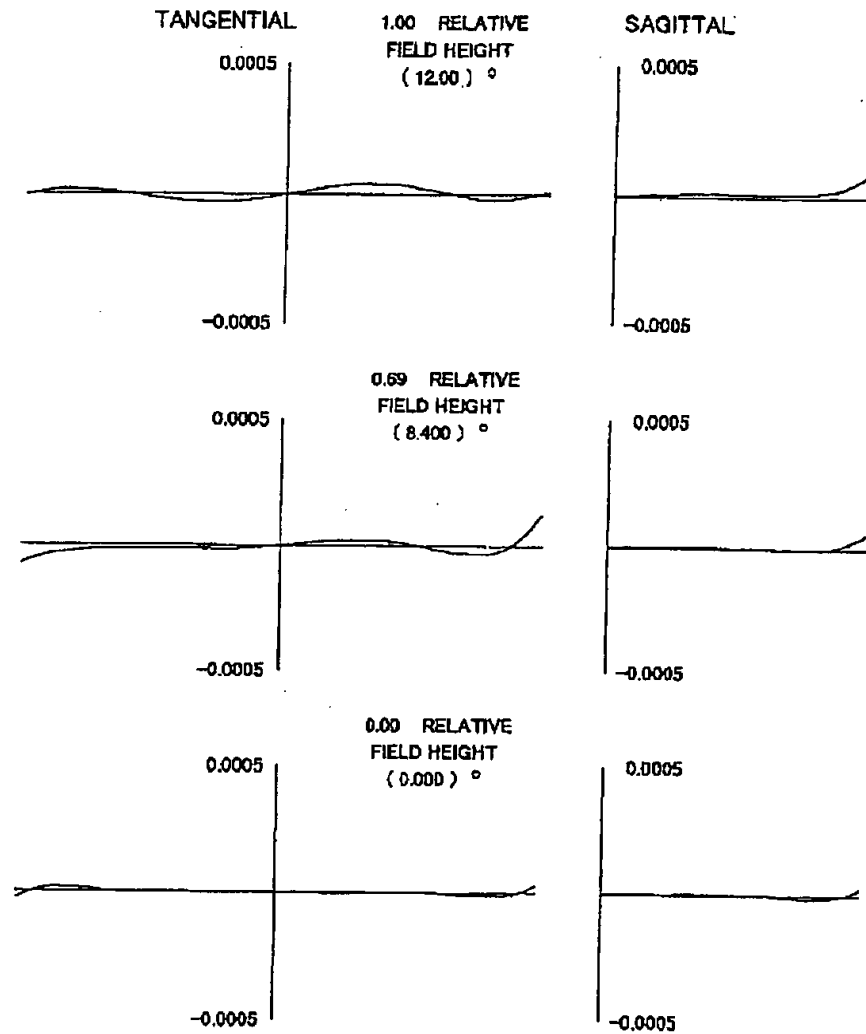 TANGENTIAL
1.00 RELATIVE
FIELD HEIGHT
( 12.00 ) °
SAGITTAL
0.0005
0.0005
-0.0005
-0.0005
0.69 RELATIVE
FIELD HEIGHT
( 8.400 ) °
0.0005
0.0005
-0.0005
-0.0005
0.00 RELATIVE
FIELD HEIGHT
( 0.000 ) °
0.0005
0.0005
-0.0005
-0.0005